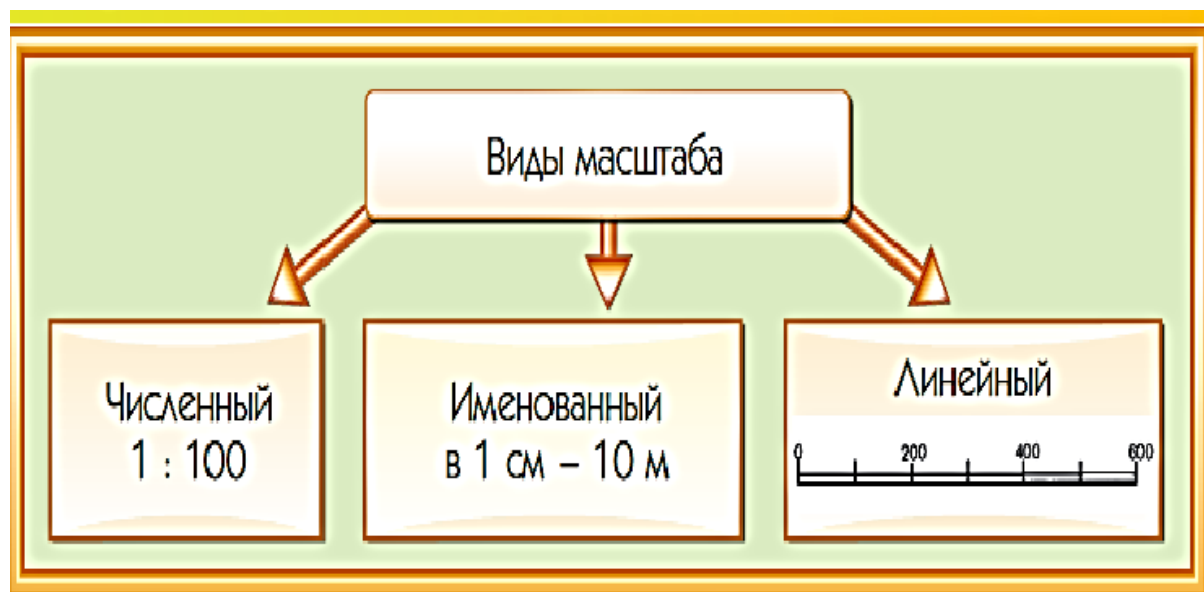 Виды масштаба
Численный
1 : 100
Именованный
в 1 см – 10 м
Линейный
0 200 400 600